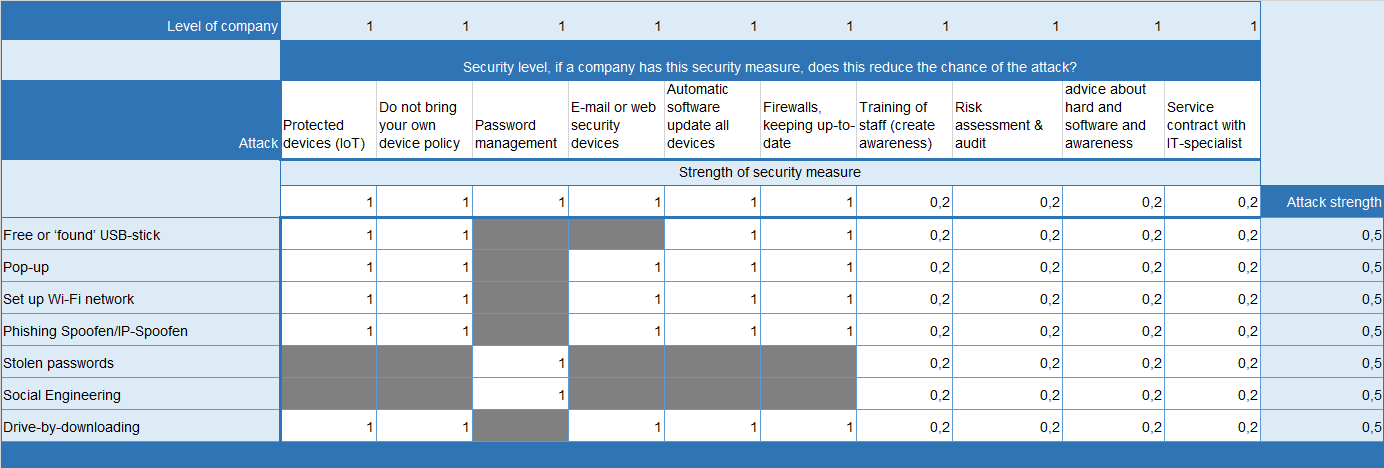 Level of company 1 1 1 1 1 1 1 1 1 1
Security level, if a company has this security measure, does this reduce the chance of the attack?
Attack
Protected
devices (IoT)
Do not bring
your own
device policy
Password
management
E-mail or web
security
devices
Automatic
software
update all
devices
Firewalls,
keeping up-to-
date
Training of
staff (create
awareness)
Risk
assessment &
audit
advice about
hard and
software and
awareness
Service
contract with
IT-specialist
Strength of security measure
1 1 1 1 1 1 0,2 0,2 0,2 0,2 Attack strength
Free or ‘found’ USB-stick 1 1 1 1 0,2 0,2 0,2 0,2 0,5
Pop-up 1 1 1 1 1 0,2 0,2 0,2 0,2 0,5
Set up Wi-Fi network 1 1 1 1 1 0,2 0,2 0,2 0,2 0,5
Phishing Spoofen/IP-Spoofen 1 1 1 1 1 0,2 0,2 0,2 0,2 0,5
Stolen passwords 1 0,2 0,2 0,2 0,2 0,5
Social Engineering 1 0,2 0,2 0,2 0,2 0,5
Drive-by-downloading 1 1 1 1 1 0,2 0,2 0,2 0,2 0,5